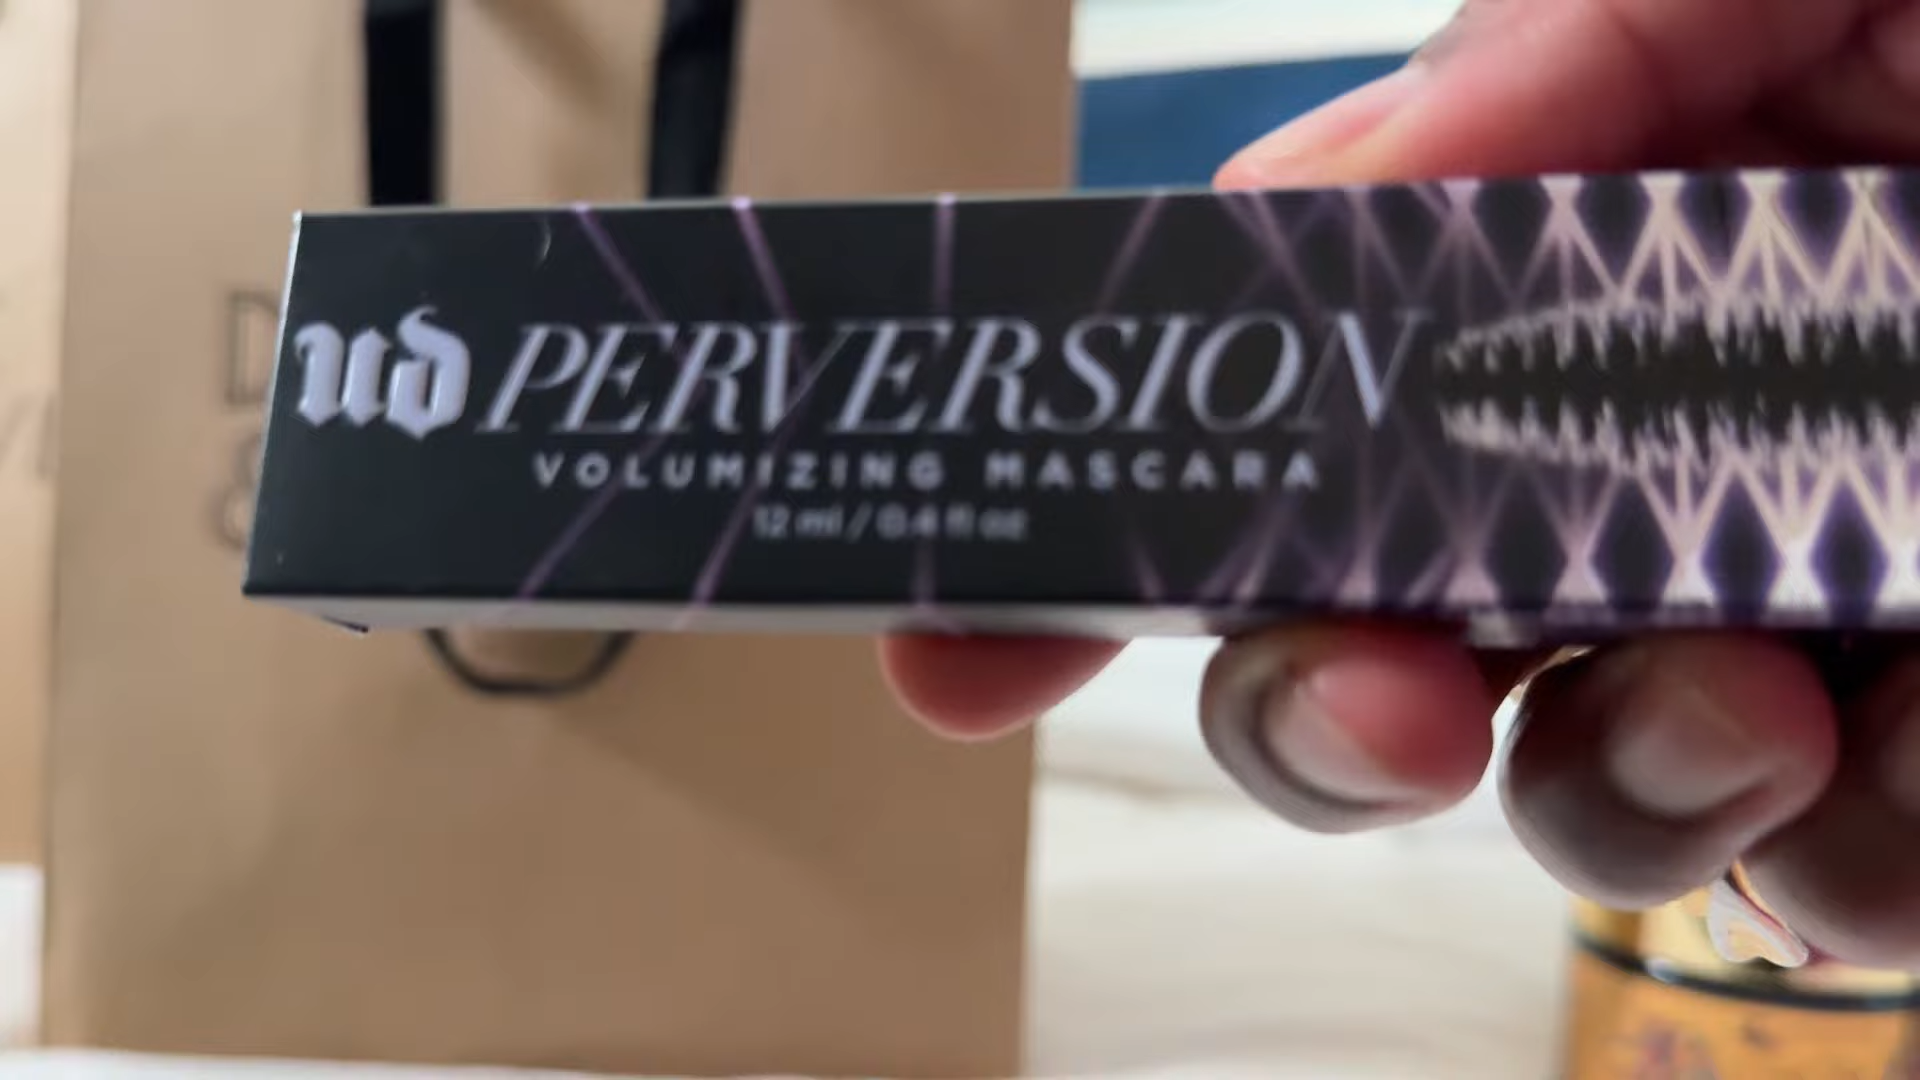 ud PERVERSION
VOLUMIZING MASCARA
12 ml / 0.4 fl oz
D
&